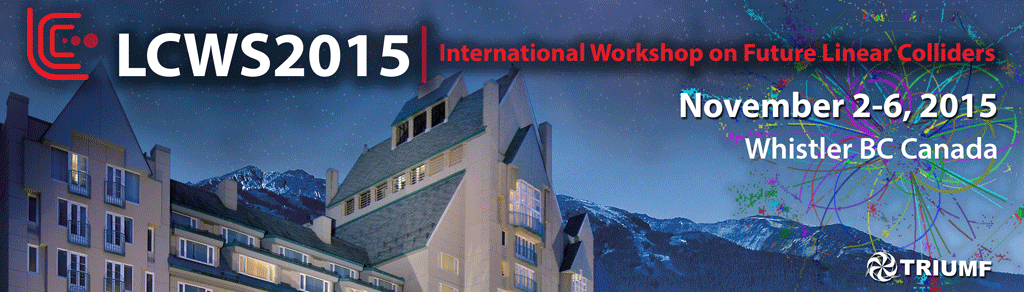 LCWS2015
International Workshop on Future Linear Colliders
November 2-6, 2015
Whistler BC Canada
TRIUMF